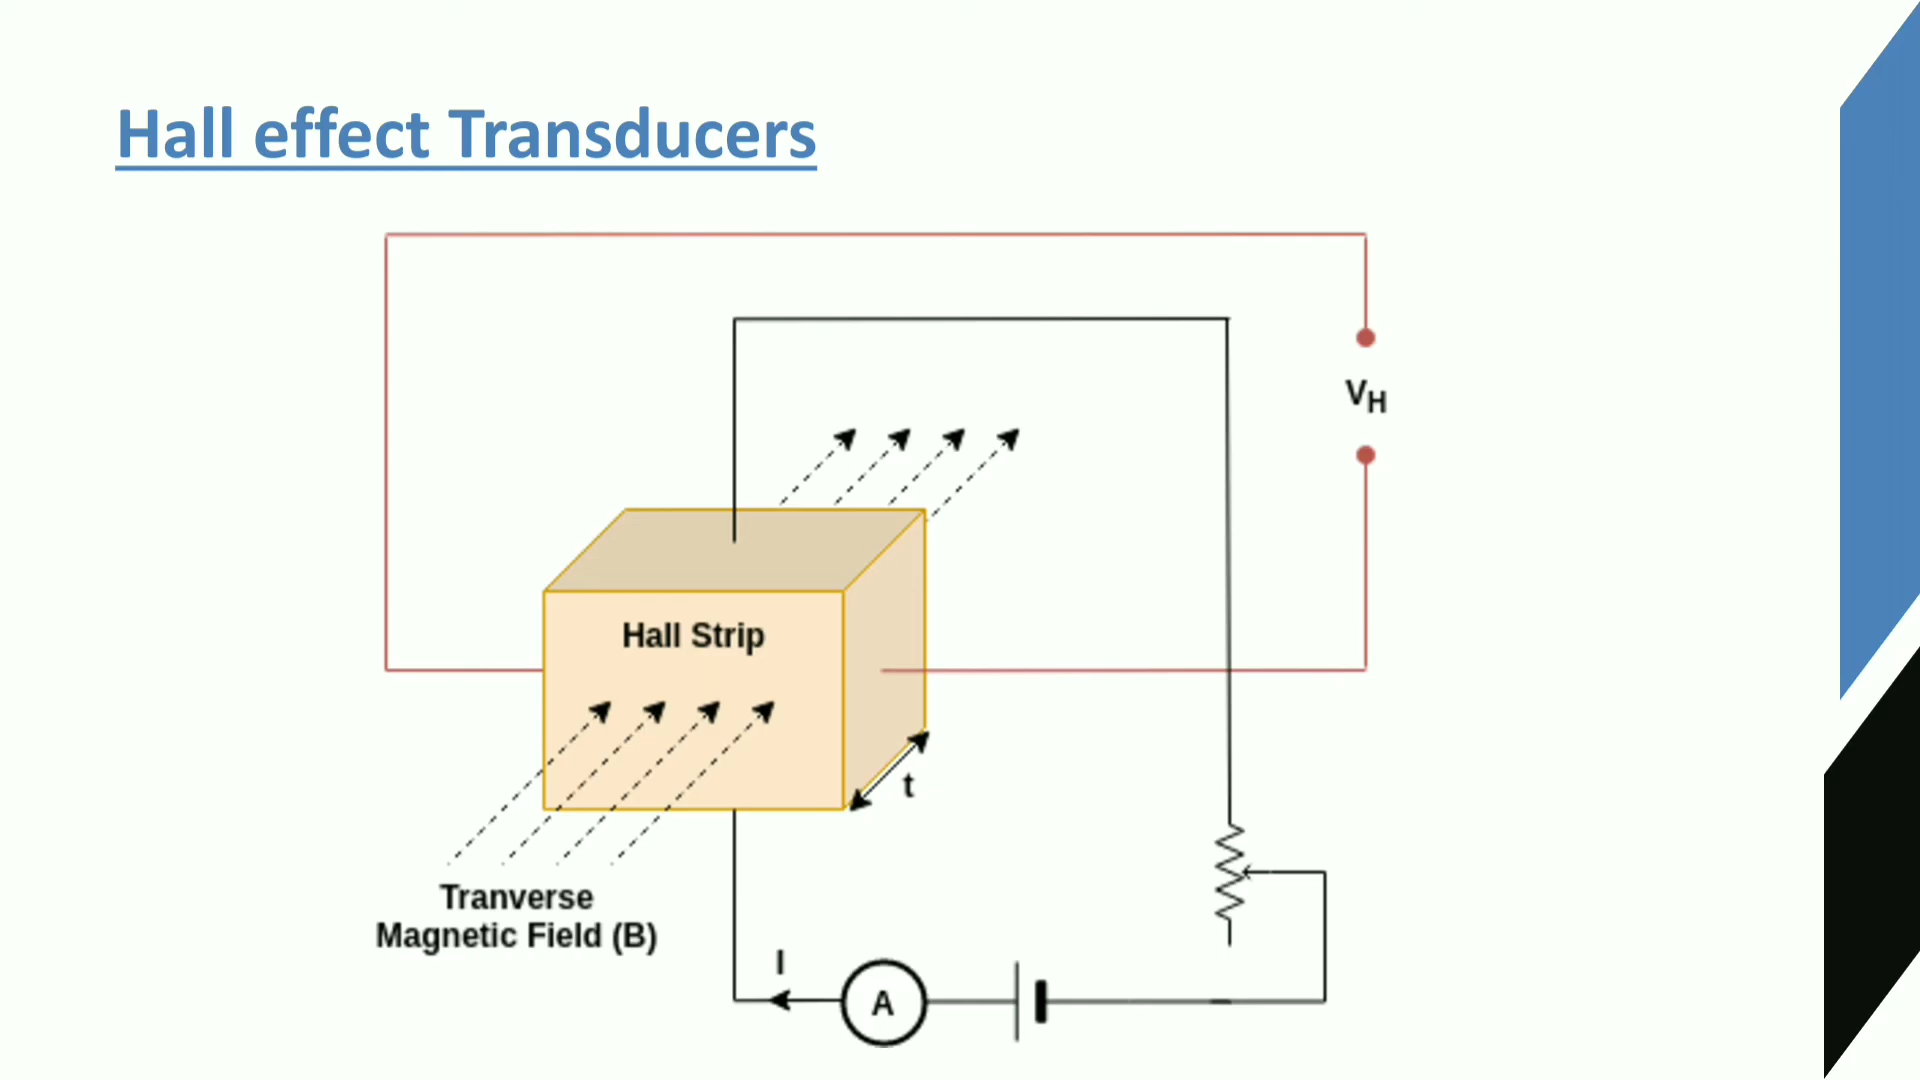 Hall effect Transducers
VH
Hall Strip
t
Tranverse
Magnetic Field (B)
I
A